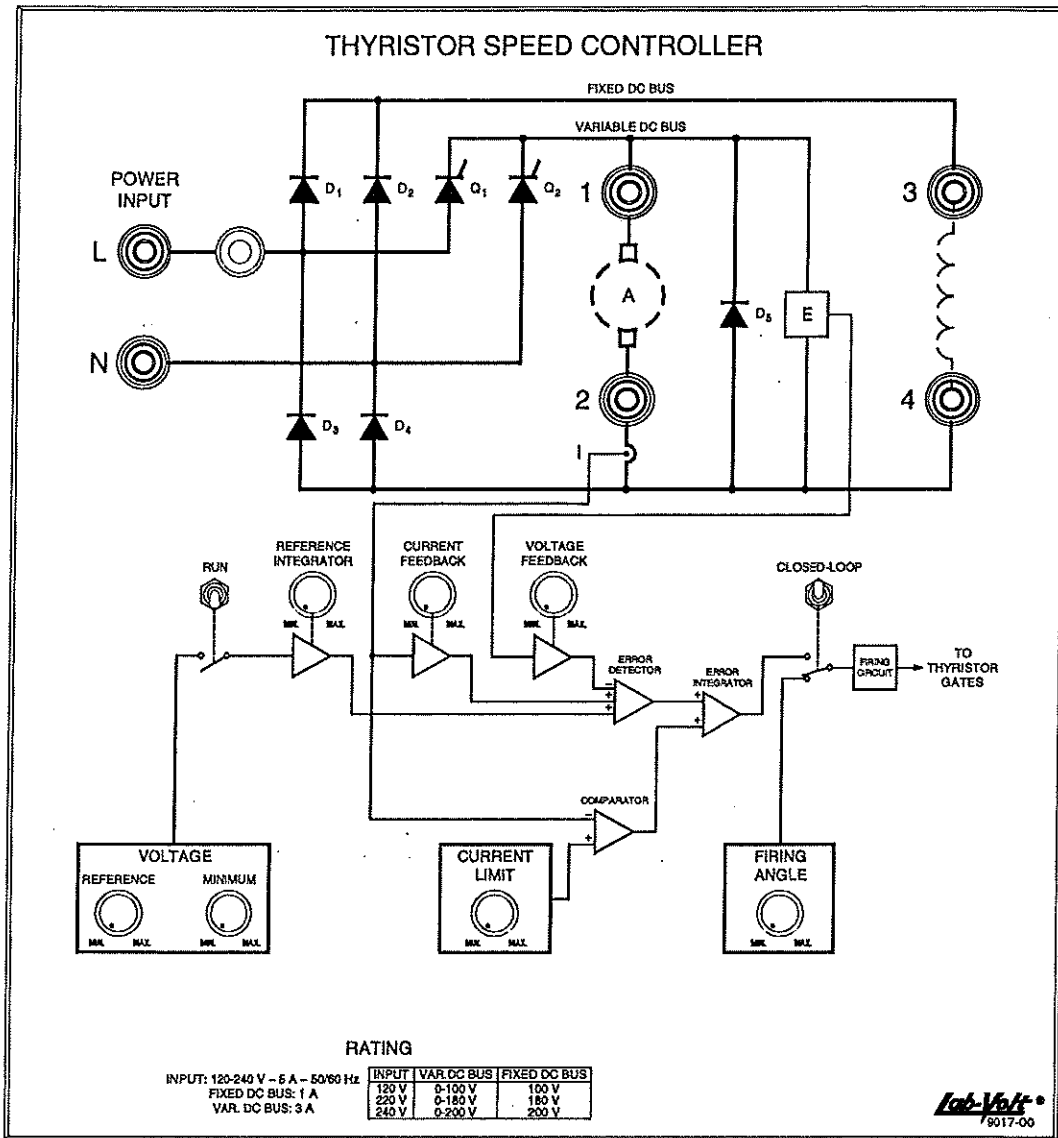 THYRISTOR SPEED CONTROLLER
FIXED DC BUS
VARIABLE DC BUS
POWER
INPUT
L
N
D1
D2
Q1
Q2
D3
D4
1
A
2
I
D5
E
3
4
RUN
REFERENCE
INTEGRATOR
MIN. MAX.
CURRENT
FEEDBACK
MIN. MAX.
VOLTAGE
FEEDBACK
MIN. MAX.
CLOSED-LOOP
ERROR
DETECTOR
−
+
+
ERROR
INTEGRATOR
+
+
FIRING
CIRCUIT
TO
THYRISTOR
GATES
COMPARATOR
−
+
VOLTAGE
REFERENCE MINIMUM
MIN. MAX. MIN. MAX.
CURRENT
LIMIT
MIN. MAX.
FIRING
ANGLE
MIN. MAX.
RATING
INPUT: 120-240 V – 5 A – 50/60 Hz
FIXED DC BUS: 1 A
VAR. DC BUS: 3 A
INPUT VAR. DC BUS FIXED DC BUS
120 V 0-100 V 100 V
220 V 0-180 V 180 V
240 V 0-200 V 200 V
Lab-Volt ®
9017-00